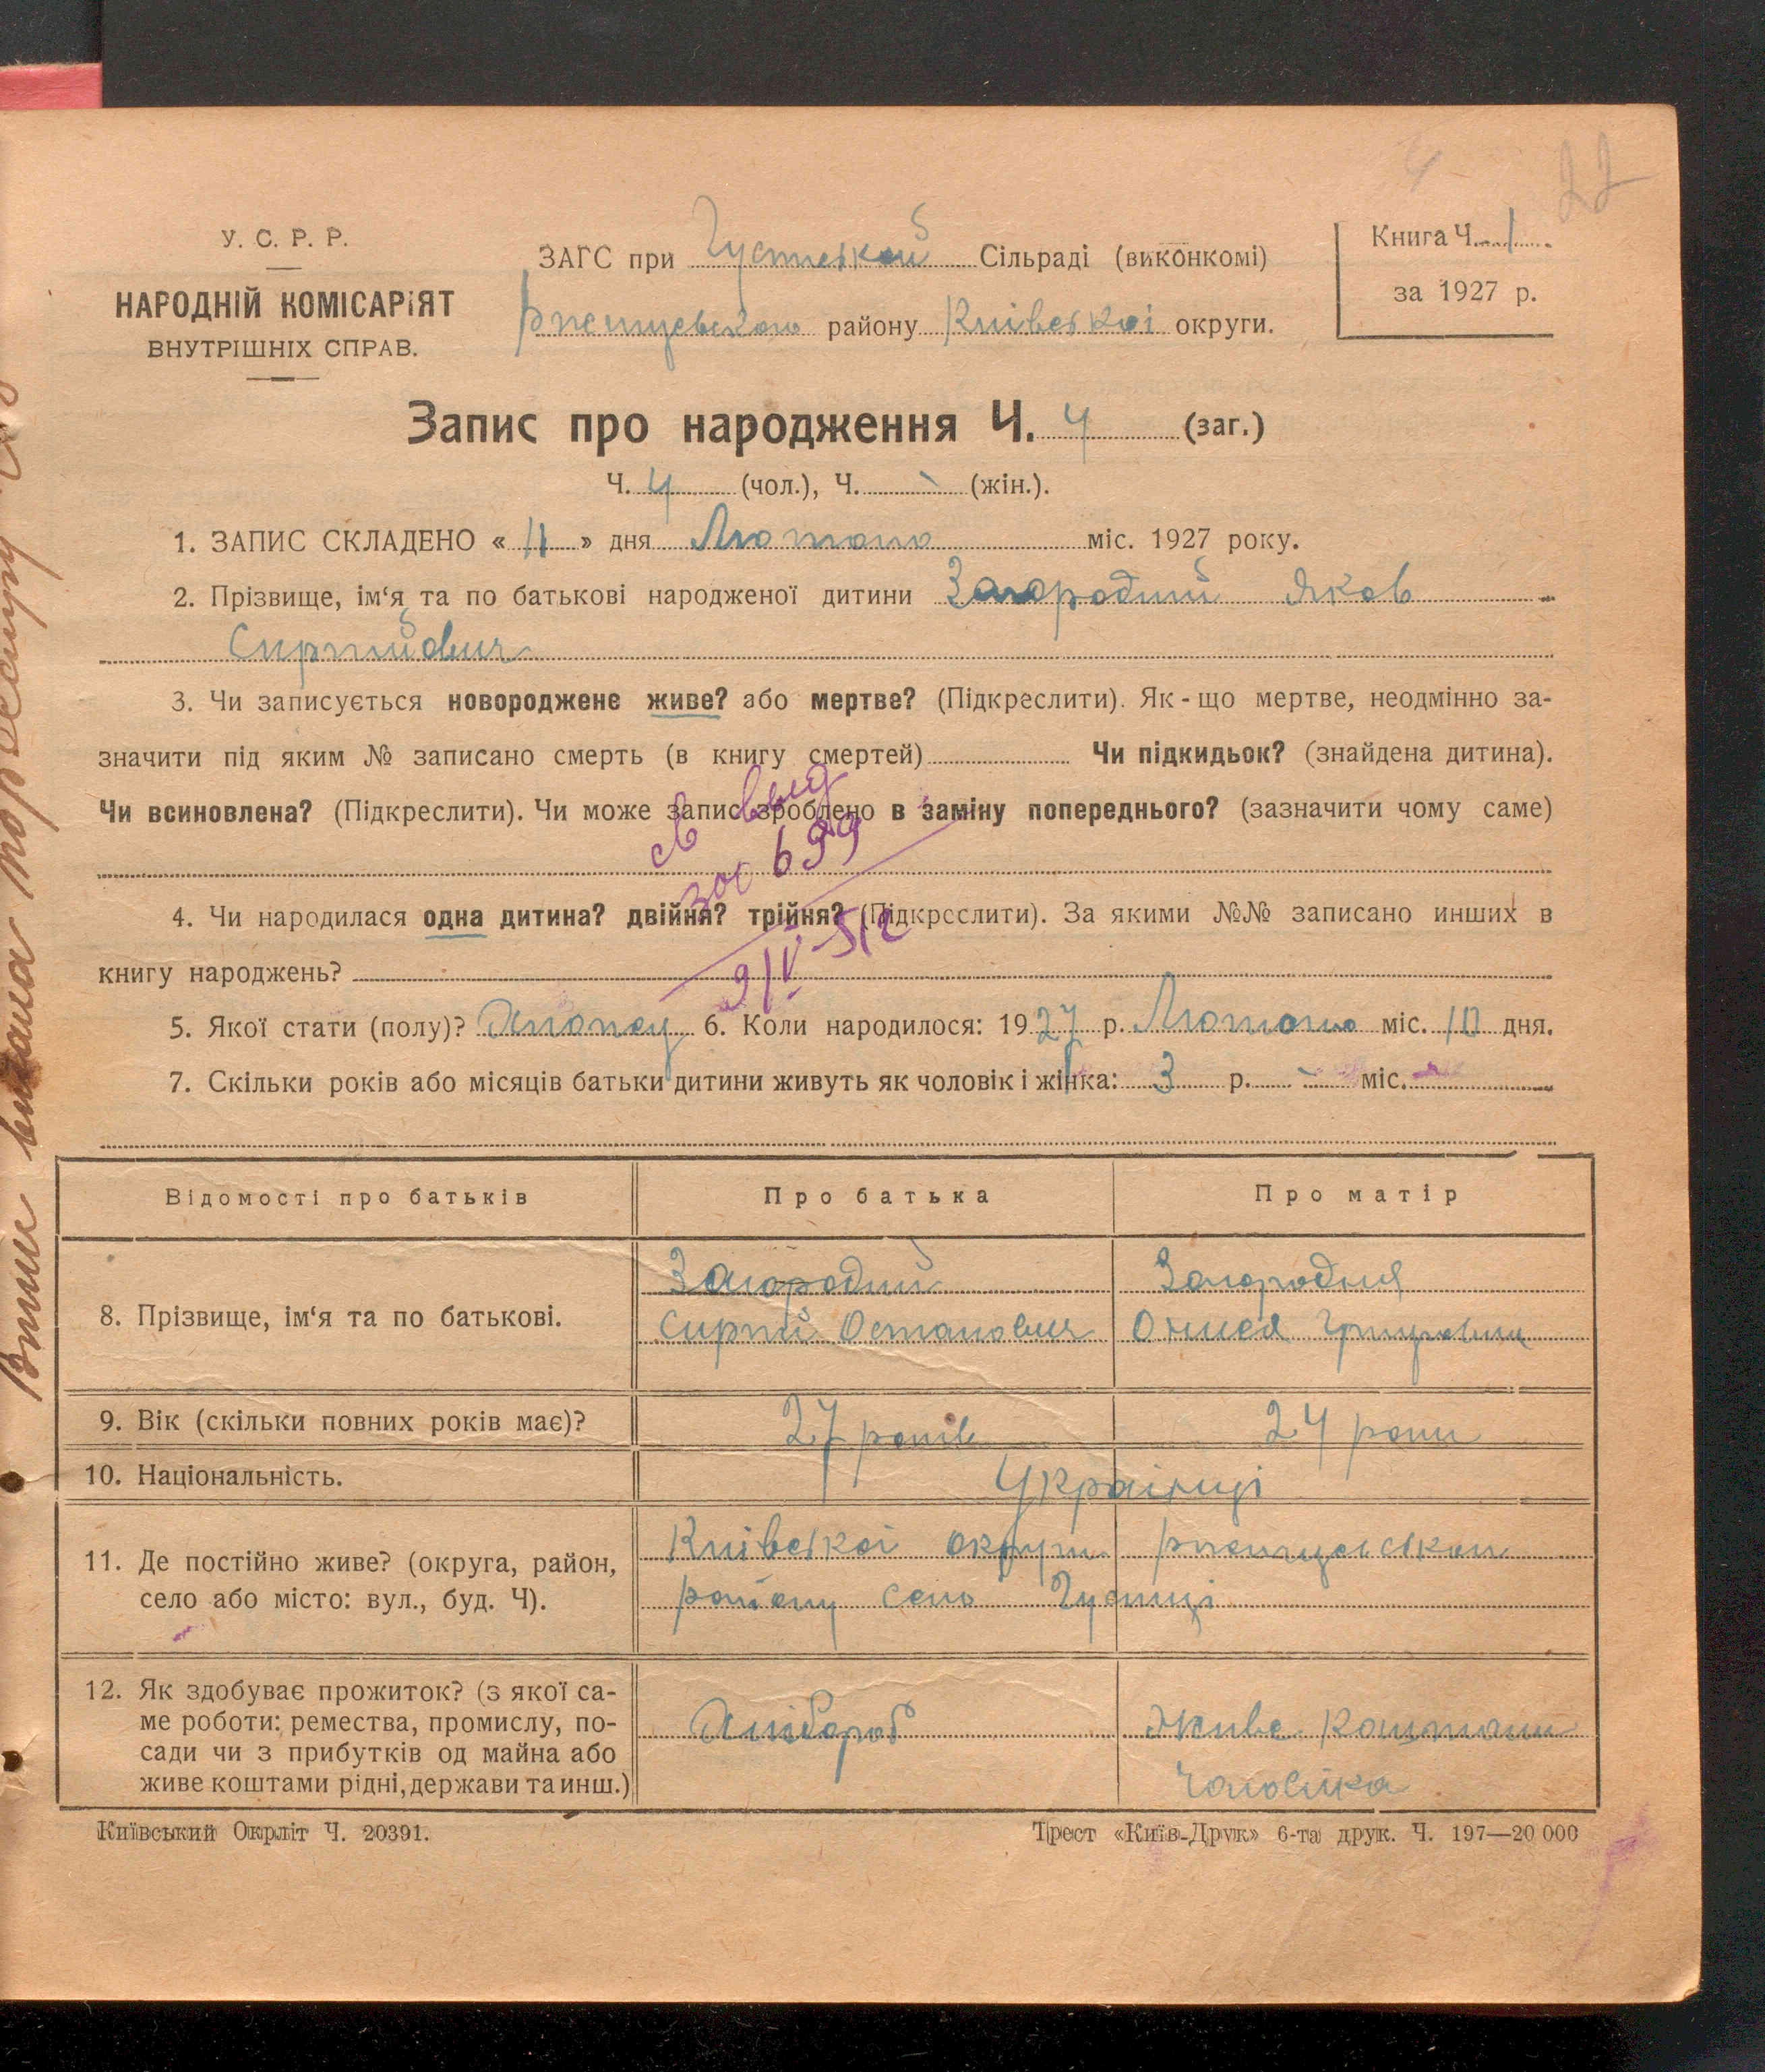 22
У. С. Р. Р.
НАРОДНІЙ КОМІСАРІЯТ
ВНУТРІШНІХ СПРАВ.
ЗАГС при Сільраді (виконкомі)
району Київської округи.
Книга Ч. 1
за 1927 р.
Запис про народження Ч. 4 (заг.)
Ч. 4 (чол.), Ч. - (жін.).
1. ЗАПИС СКЛАДЕНО « 11 » дня Лютого міс. 1927 року.
2. Прізвище, ім‘я та по батькові народженої дитини Загородній Яков
3. Чи записується новороджене живе? або мертве? (Підкреслити). Як - що мертве, неодмінно за-
значити під яким № записано смерть (в книгу смертей) Чи підкидьок? (знайдена дитина).
Чи всиновлена? (Підкреслити). Чи може запис зроблено в заміну попереднього? (зазначити чому саме)
св выд
699
4. Чи народилася одна дитина? двійня? трійня? (Підкреслити). За якими №№ записано инших в
книгу народжень?
5. Якої стати (полу)? Хлопец 6. Коли народилося: 1927 р. Лютого міс. 10 дня.
7. Скільки років або місяців батьки дитини живуть як чоловік і жінка: 3 р. - міс. -
Відомості про батьків Про батька Про матір
8. Прізвище, ім‘я та по батькові.
Загородній Загородня
Остапович
9. Вік (скільки повних років має)? 27 років 24 роки
10. Національність. Українці
11. Де постійно живе? (округа, район,
село або місто: вул., буд. Ч).
Київської округи
району село
12. Як здобуває прожиток? (з якої са-
ме роботи: ремества, промислу, по-
сади чи з прибутків од майна або
живе коштами рідні, держави та инш.)
Хлібороб Живе коштами
чоловіка
Київський Окрліт Ч. 20391.
Трест «Київ-Друк» 6-та друк. Ч. 197—20 000